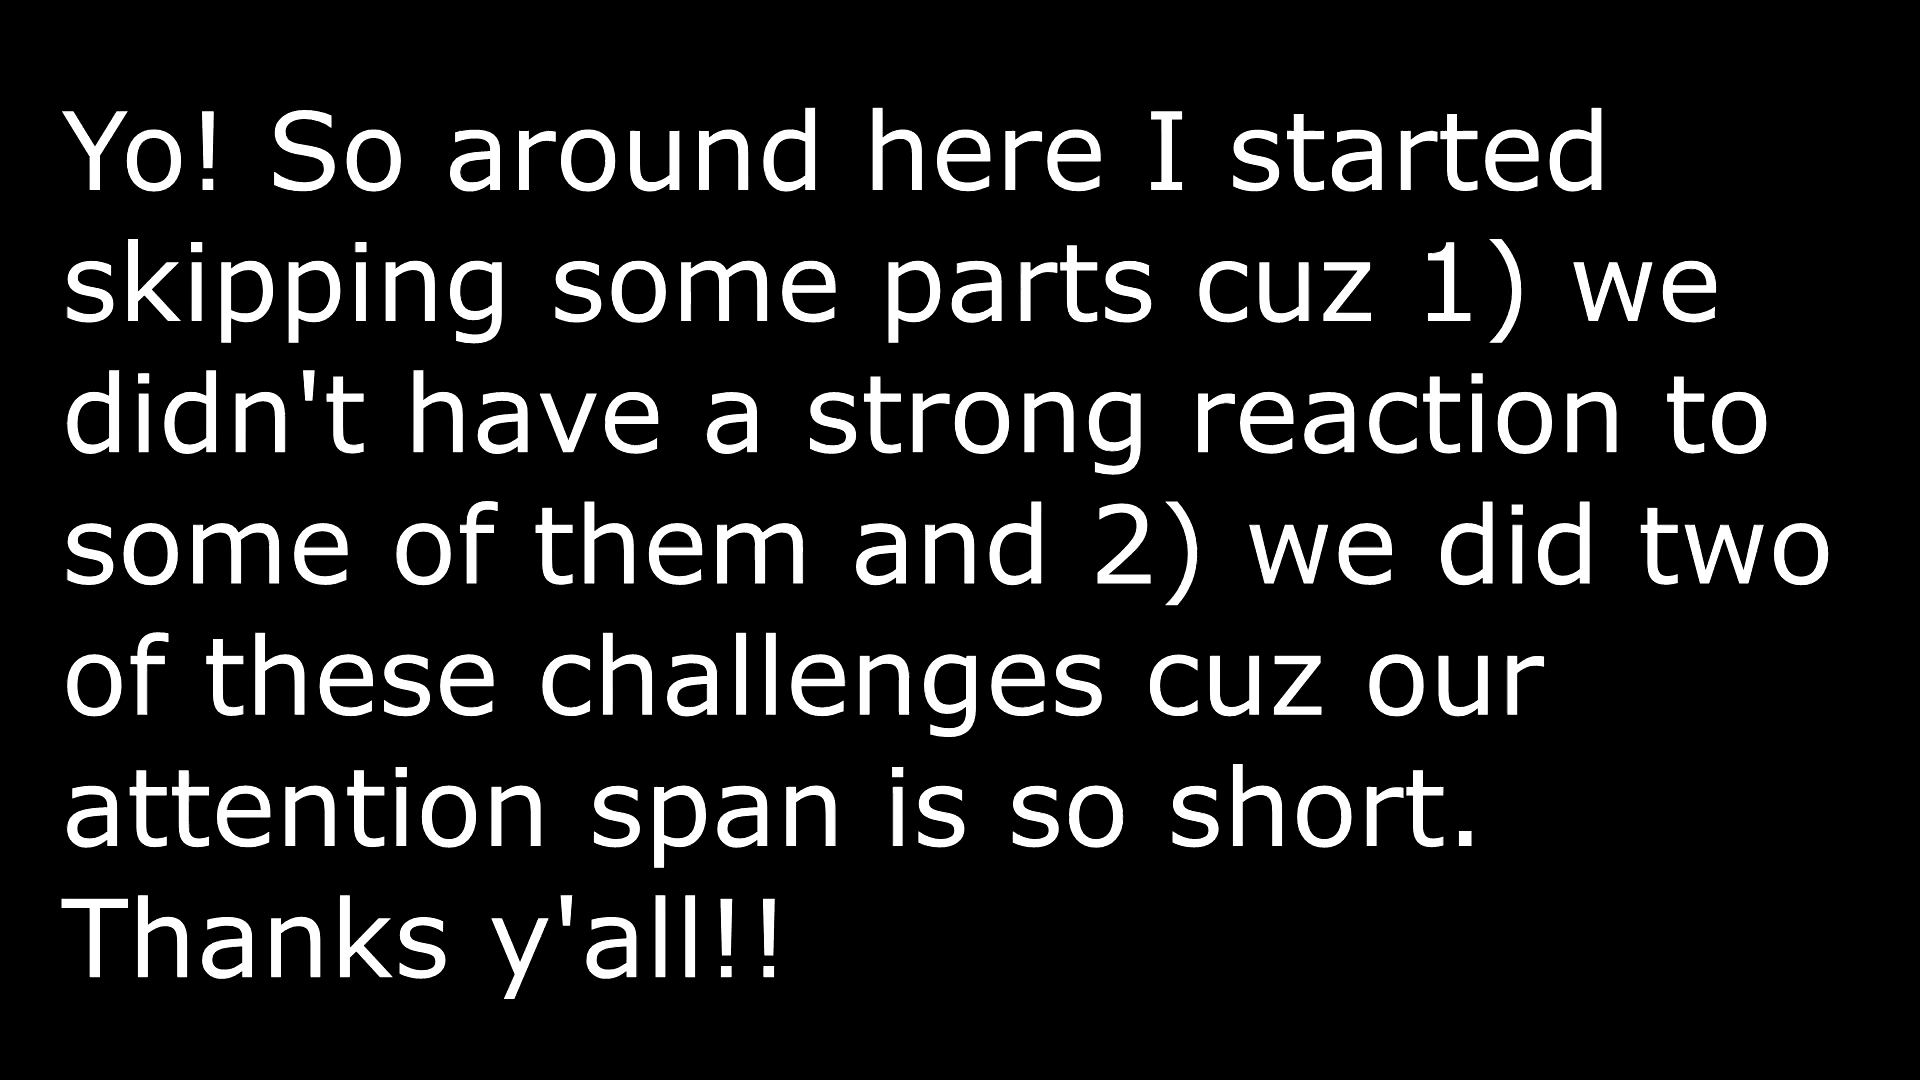 Yo! So around here I started
skipping some parts cuz 1) we
didn't have a strong reaction to
some of them and 2) we did two
of these challenges cuz our
attention span is so short.
Thanks y'all!!